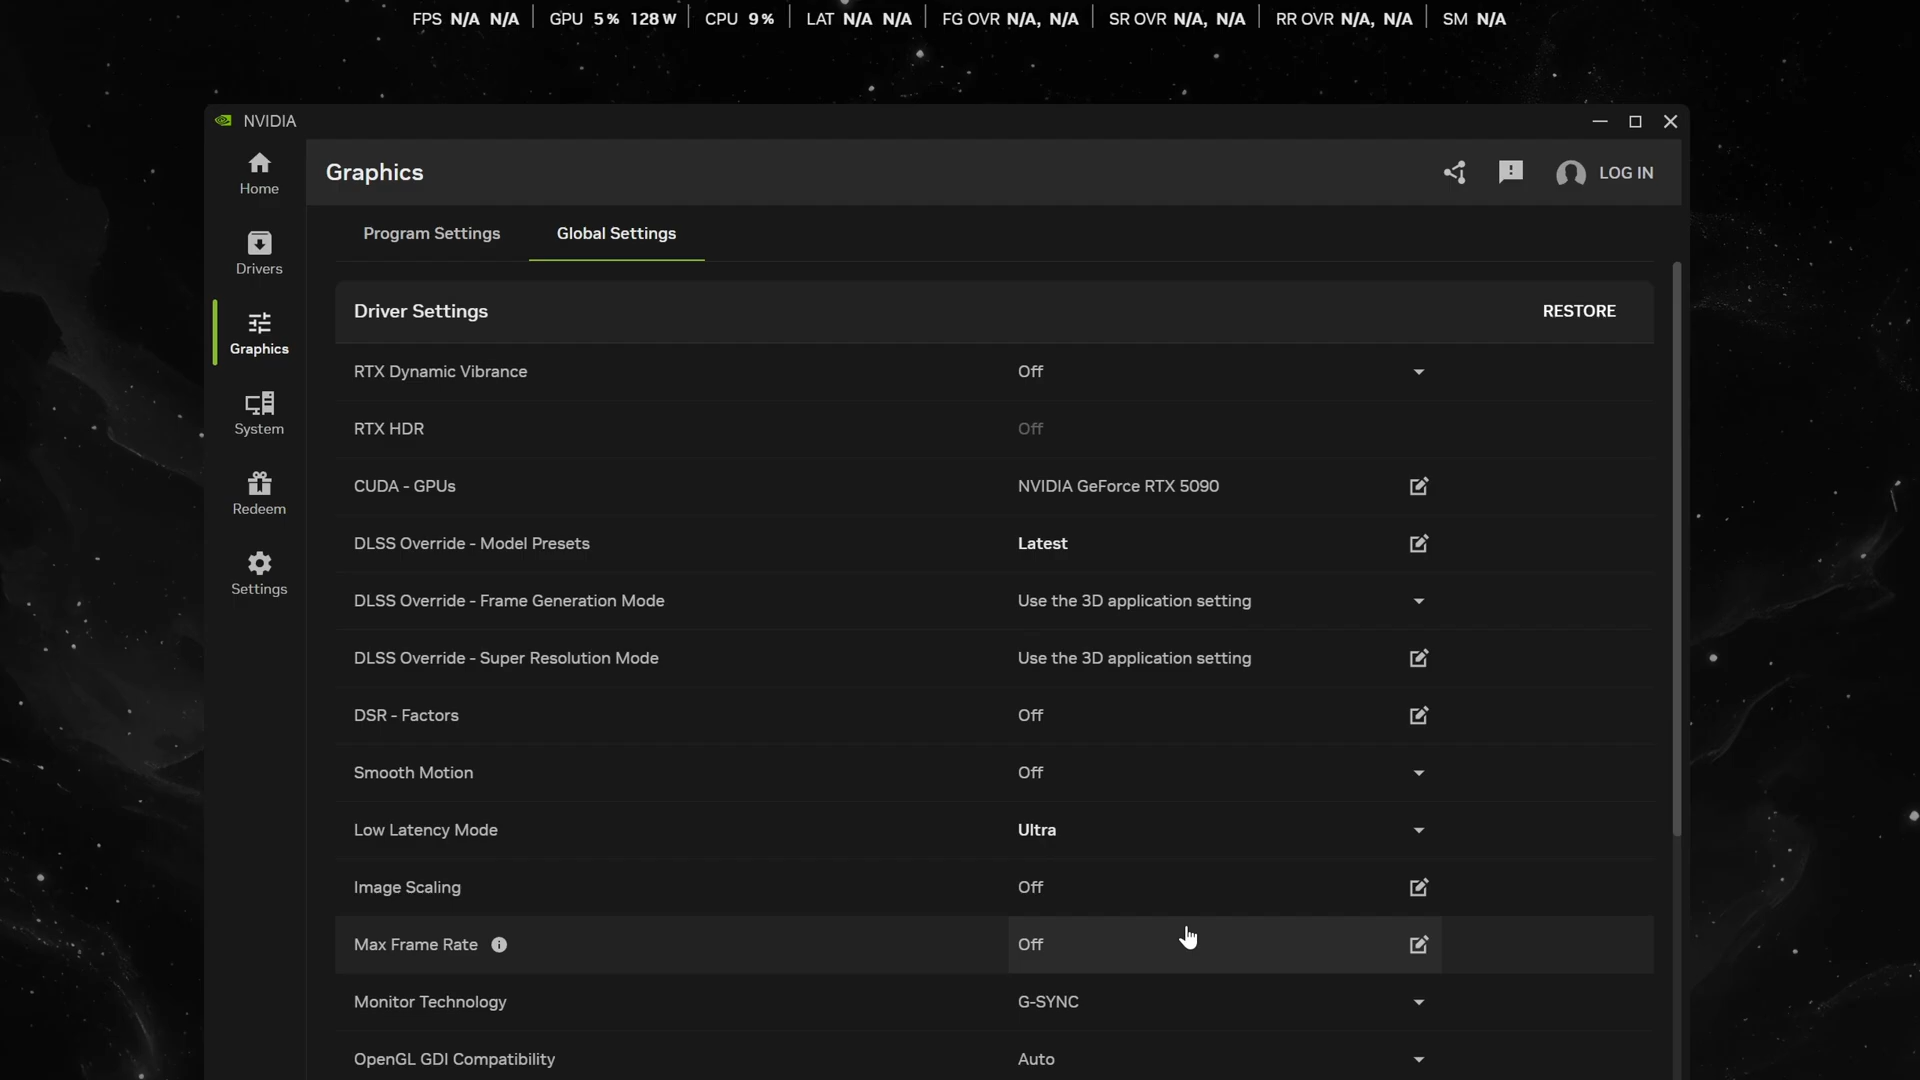 FPS N/A N/A GPU 5% 128 W CPU 9% LAT N/A N/A FG OVR N/A, N/A SR OVR N/A, N/A RR OVR N/A, N/A SM N/A
NVIDIA
Home
Drivers
Graphics
System
Redeem
Settings
Graphics
LOG IN
Program Settings
Global Settings
Driver Settings
RESTORE
RTX Dynamic Vibrance
Off
RTX HDR
Off
CUDA - GPUs
NVIDIA GeForce RTX 5090
DLSS Override - Model Presets
Latest
DLSS Override - Frame Generation Mode
Use the 3D application setting
DLSS Override - Super Resolution Mode
Use the 3D application setting
DSR - Factors
Off
Smooth Motion
Off
Low Latency Mode
Ultra
Image Scaling
Off
Max Frame Rate
Off
Monitor Technology
G-SYNC
OpenGL GDI Compatibility
Auto